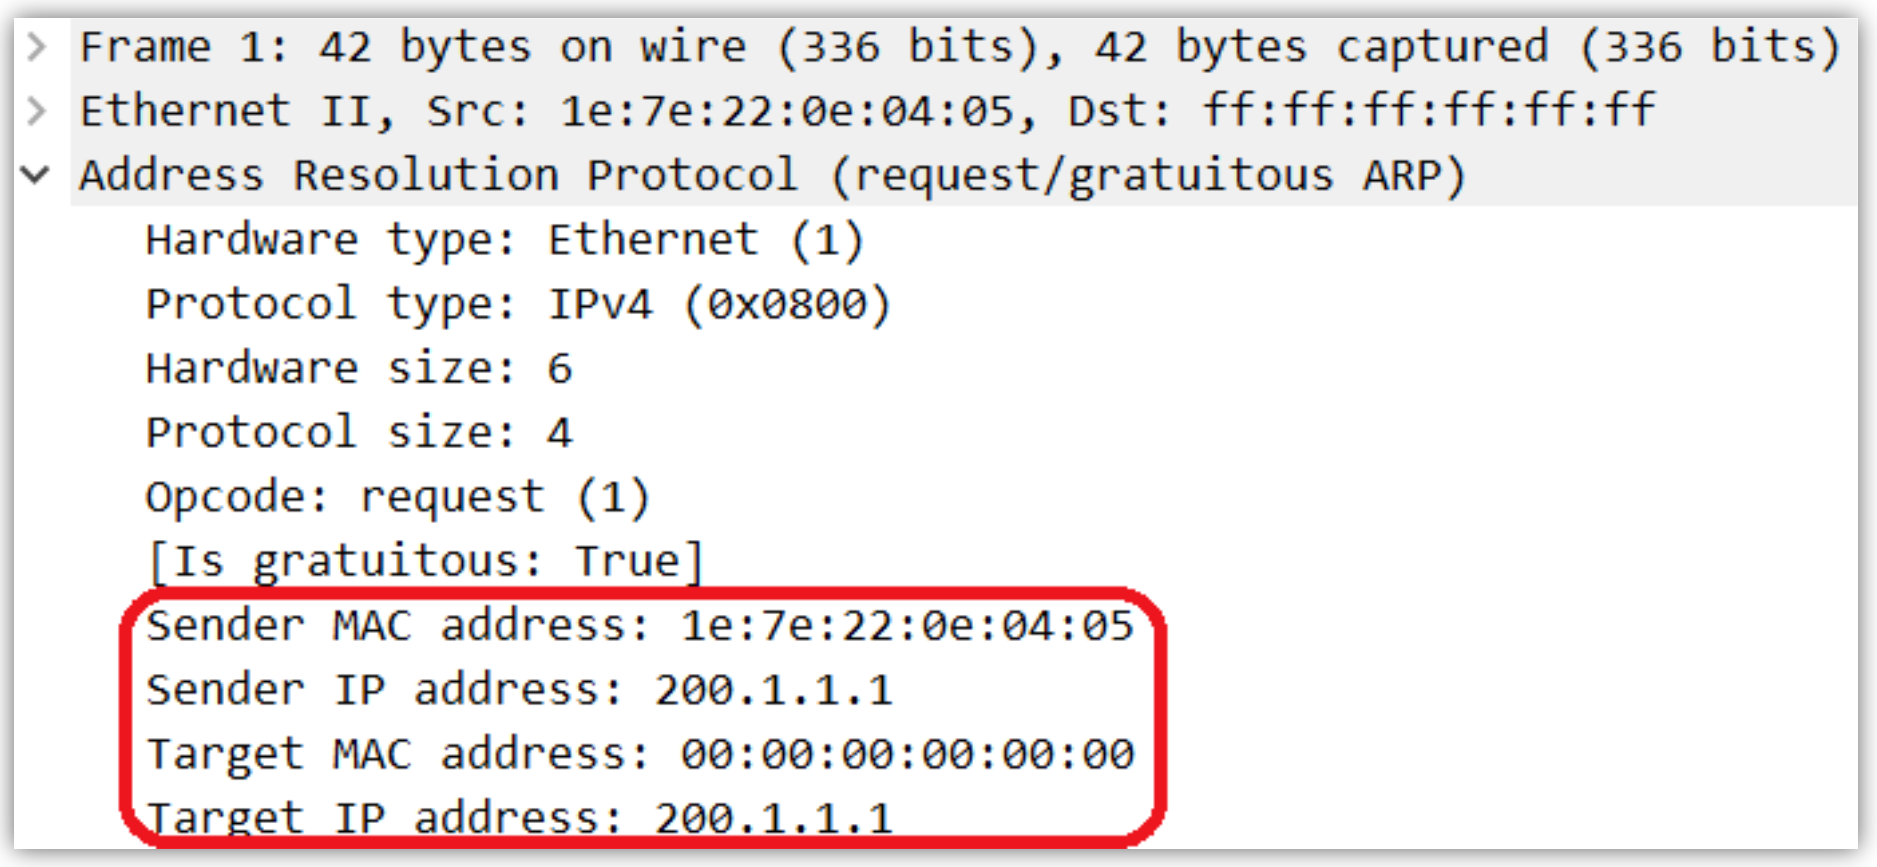 Frame 1: 42 bytes on wire (336 bits), 42 bytes captured (336 bits)
Ethernet II, Src: 1e:7e:22:0e:04:05, Dst: ff:ff:ff:ff:ff:ff
Address Resolution Protocol (request/gratuitous ARP)
Hardware type: Ethernet (1)
Protocol type: IPv4 (0x0800)
Hardware size: 6
Protocol size: 4
Opcode: request (1)
[Is gratuitous: True]
Sender MAC address: 1e:7e:22:0e:04:05
Sender IP address: 200.1.1.1
Target MAC address: 00:00:00:00:00:00
Target IP address: 200.1.1.1